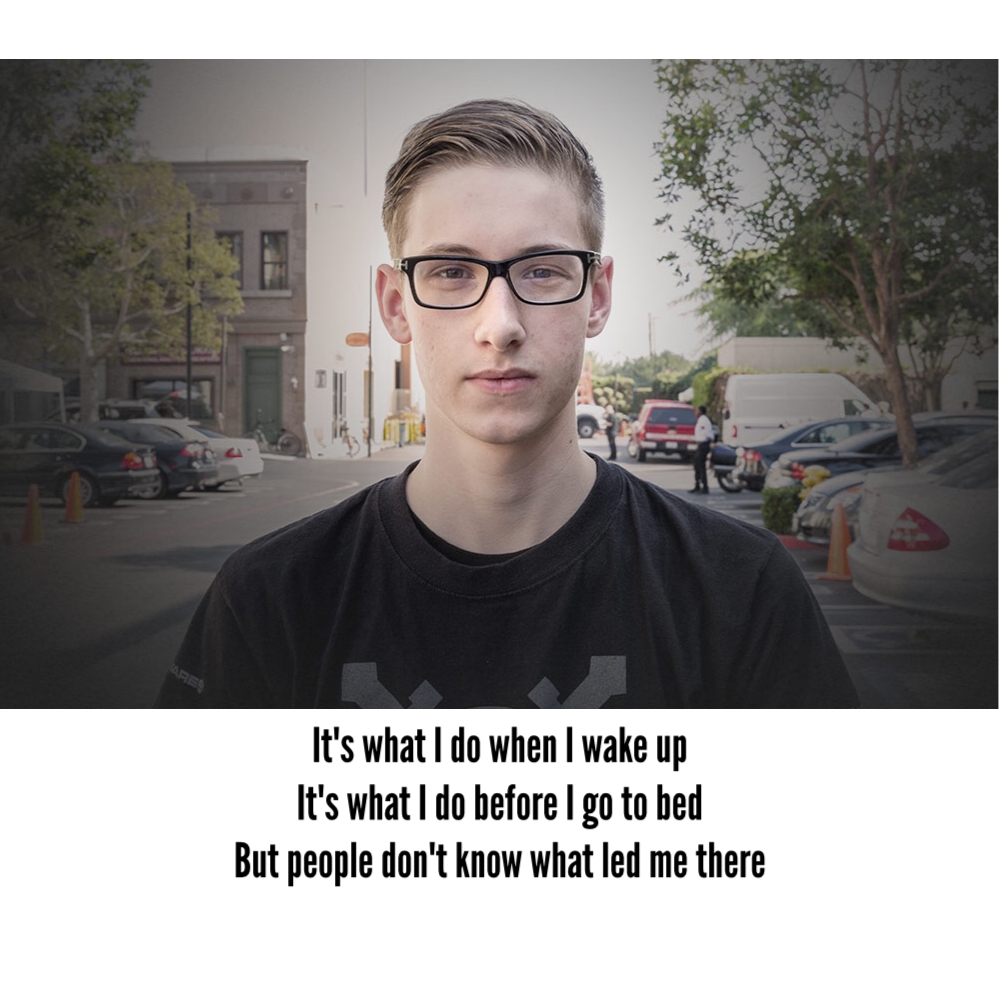 It's what I do when I wake up
It's what I do before I go to bed
But people don't know what led me there